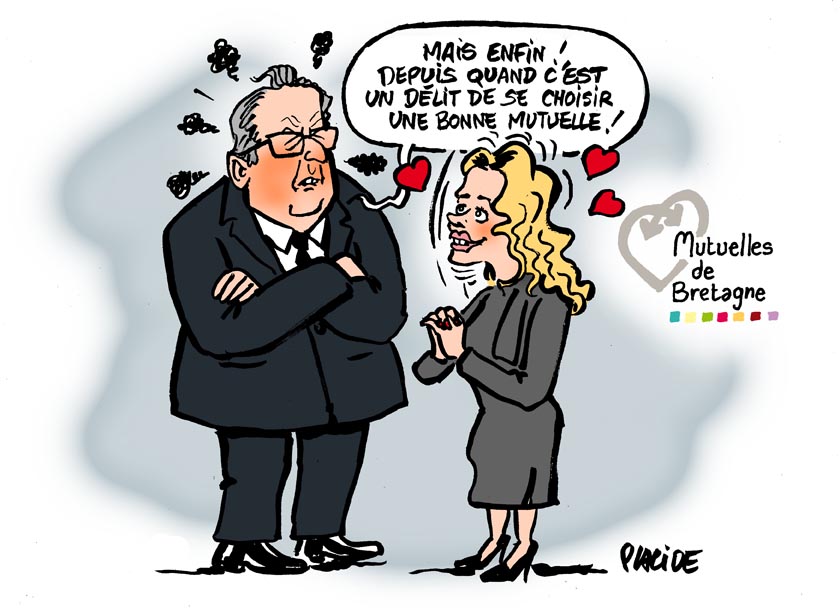 MAIS ENFIN!
DEPUIS QUAND C'EST
UN DÉLIT DE SE CHOISIR
UNE BONNE MUTUELLE!
Mutuelles
de
Bretagne
PLACIDE